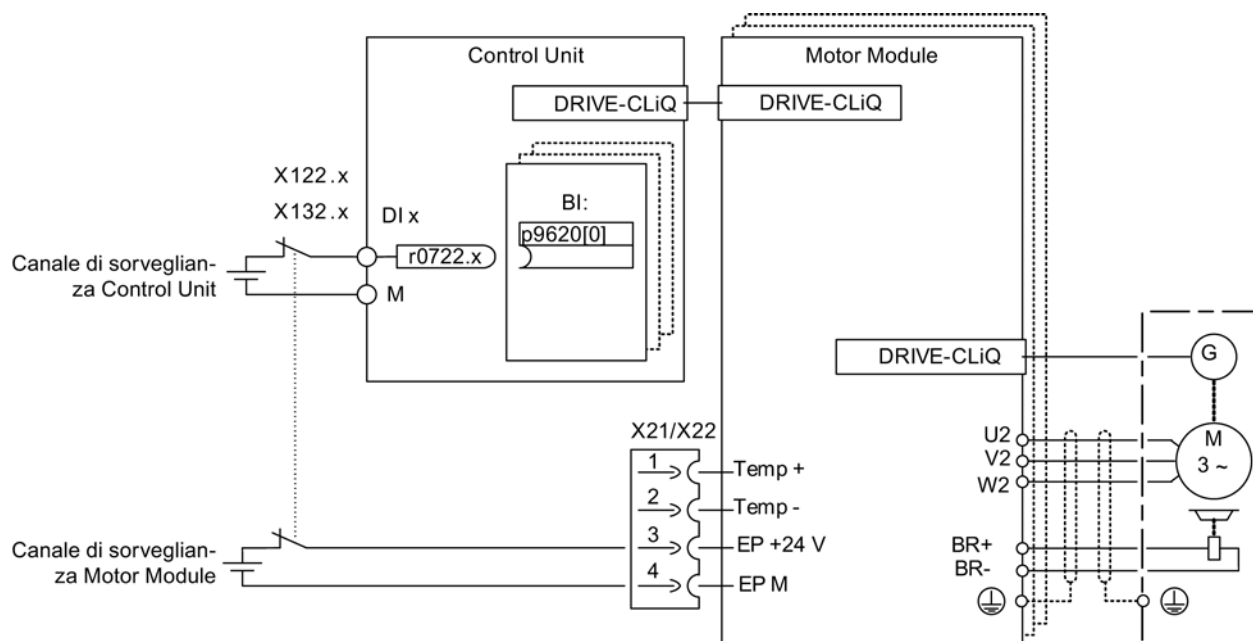 Control Unit
Motor Module
DRIVE-CLiQ
DRIVE-CLiQ
X122.x
X132.x
DI x
BI:
p9620[0]
r0722.x
Canale di sorveglian-
za Control Unit
M
DRIVE-CLiQ
G
X21/X22
1
Temp +
2
Temp -
3
EP +24 V
4
EP M
U2
V2
W2
M
3 ~
BR+
BR-
Canale di sorveglian-
za Motor Module